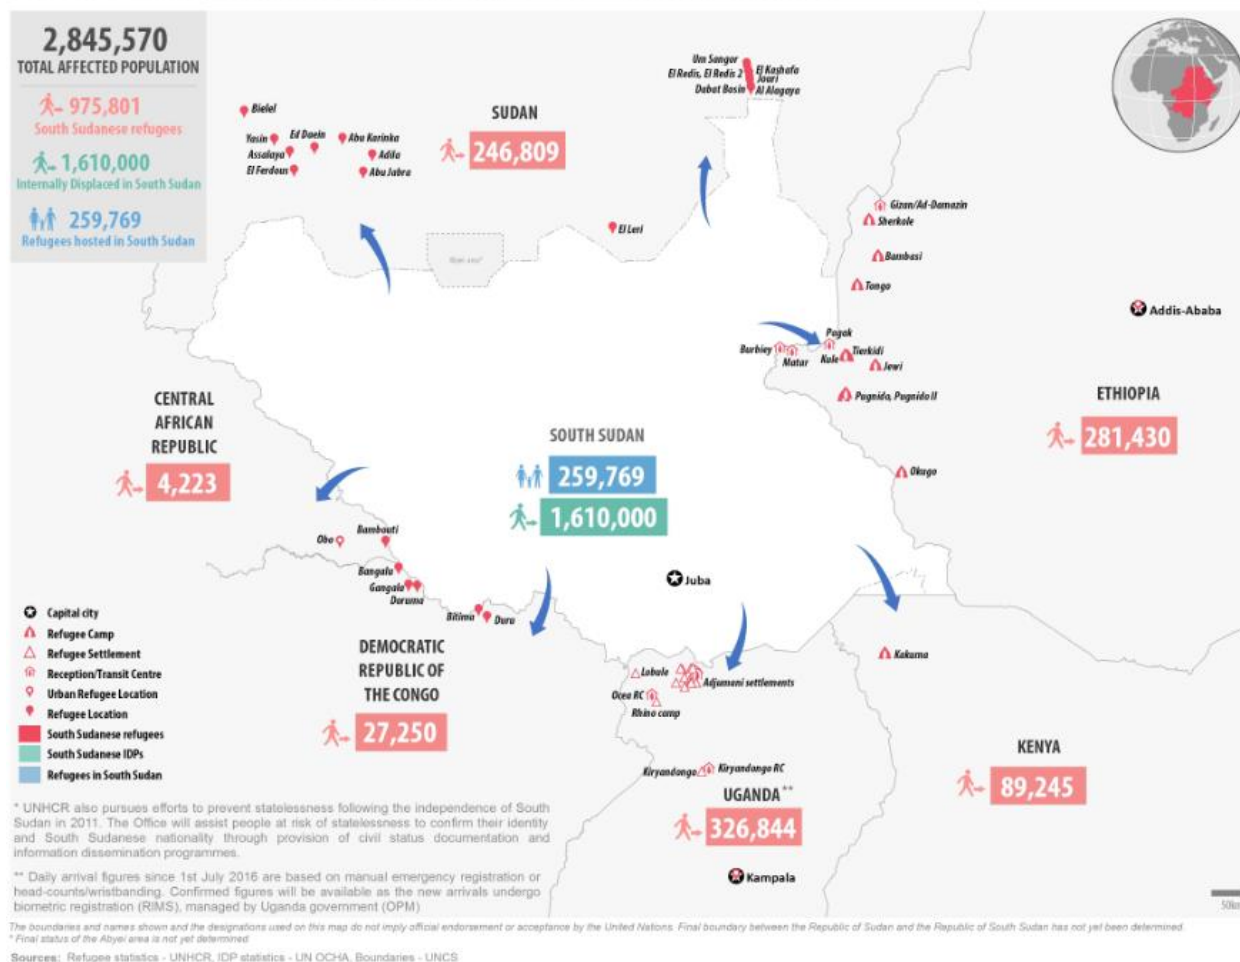 2,845,570
TOTAL AFFECTED POPULATION
975,801
South Sudanese refugees
1,610,000
Internally Displaced in South Sudan
259,769
Refugees hosted in South Sudan
Bielel
Yasin
Ed Daein
Abu Karinka
Assalaya
Adila
El Ferdous
Abu Jabra
SUDAN
246,809
Um Sangor
El Redis, El Redis 2
El Kashafa
Jouri
Dabat Bosin
Al Alagaya
El Leri
Abyei area*
Gizan/Ad-Damazin
Sherkole
Bambasi
Tongo
Addis-Ababa
Pagak
Burbiey
Matar
Kule
Tierkidi
Jewi
Pugnido, Pugnido II
ETHIOPIA
281,430
Okugo
CENTRAL
AFRICAN
REPUBLIC
4,223
SOUTH SUDAN
259,769
1,610,000
Juba
Obo
Bambouti
Bangalu
Gangala
Doruma
Bitima
Duru
DEMOCRATIC
REPUBLIC OF
THE CONGO
27,250
Lobule
Adjumani settlements
Ocea RC
Rhino camp
Kiryandongo
Kiryandongo RC
UGANDA**
326,844
Kampala
Kakuma
KENYA
89,245
Capital city
Refugee Camp
Refugee Settlement
Reception/Transit Centre
Urban Refugee Location
Refugee Location
South Sudanese refugees
South Sudanese IDPs
Refugees in South Sudan
* UNHCR also pursues efforts to prevent statelessness following the independence of South
Sudan in 2011. The Office will assist people at risk of statelessness to confirm their identity
and South Sudanese nationality through provision of civil status documentation and
information dissemination programmes.
** Daily arrival figures since 1st July 2016 are based on manual emergency registration or
head-counts/wristbanding. Confirmed figures will be available as the new arrivals undergo
biometric registration (RIMS), managed by Uganda government (OPM)
50km
The boundaries and names shown and the designations used on this map do not imply official endorsement or acceptance by the United Nations. Final boundary between the Republic of Sudan and the Republic of South Sudan has not yet been determined.
* Final status of the Abyei area is not yet determined
Sources: Refugee statistics - UNHCR, IDP statistics - UN OCHA, Boundaries - UNCS